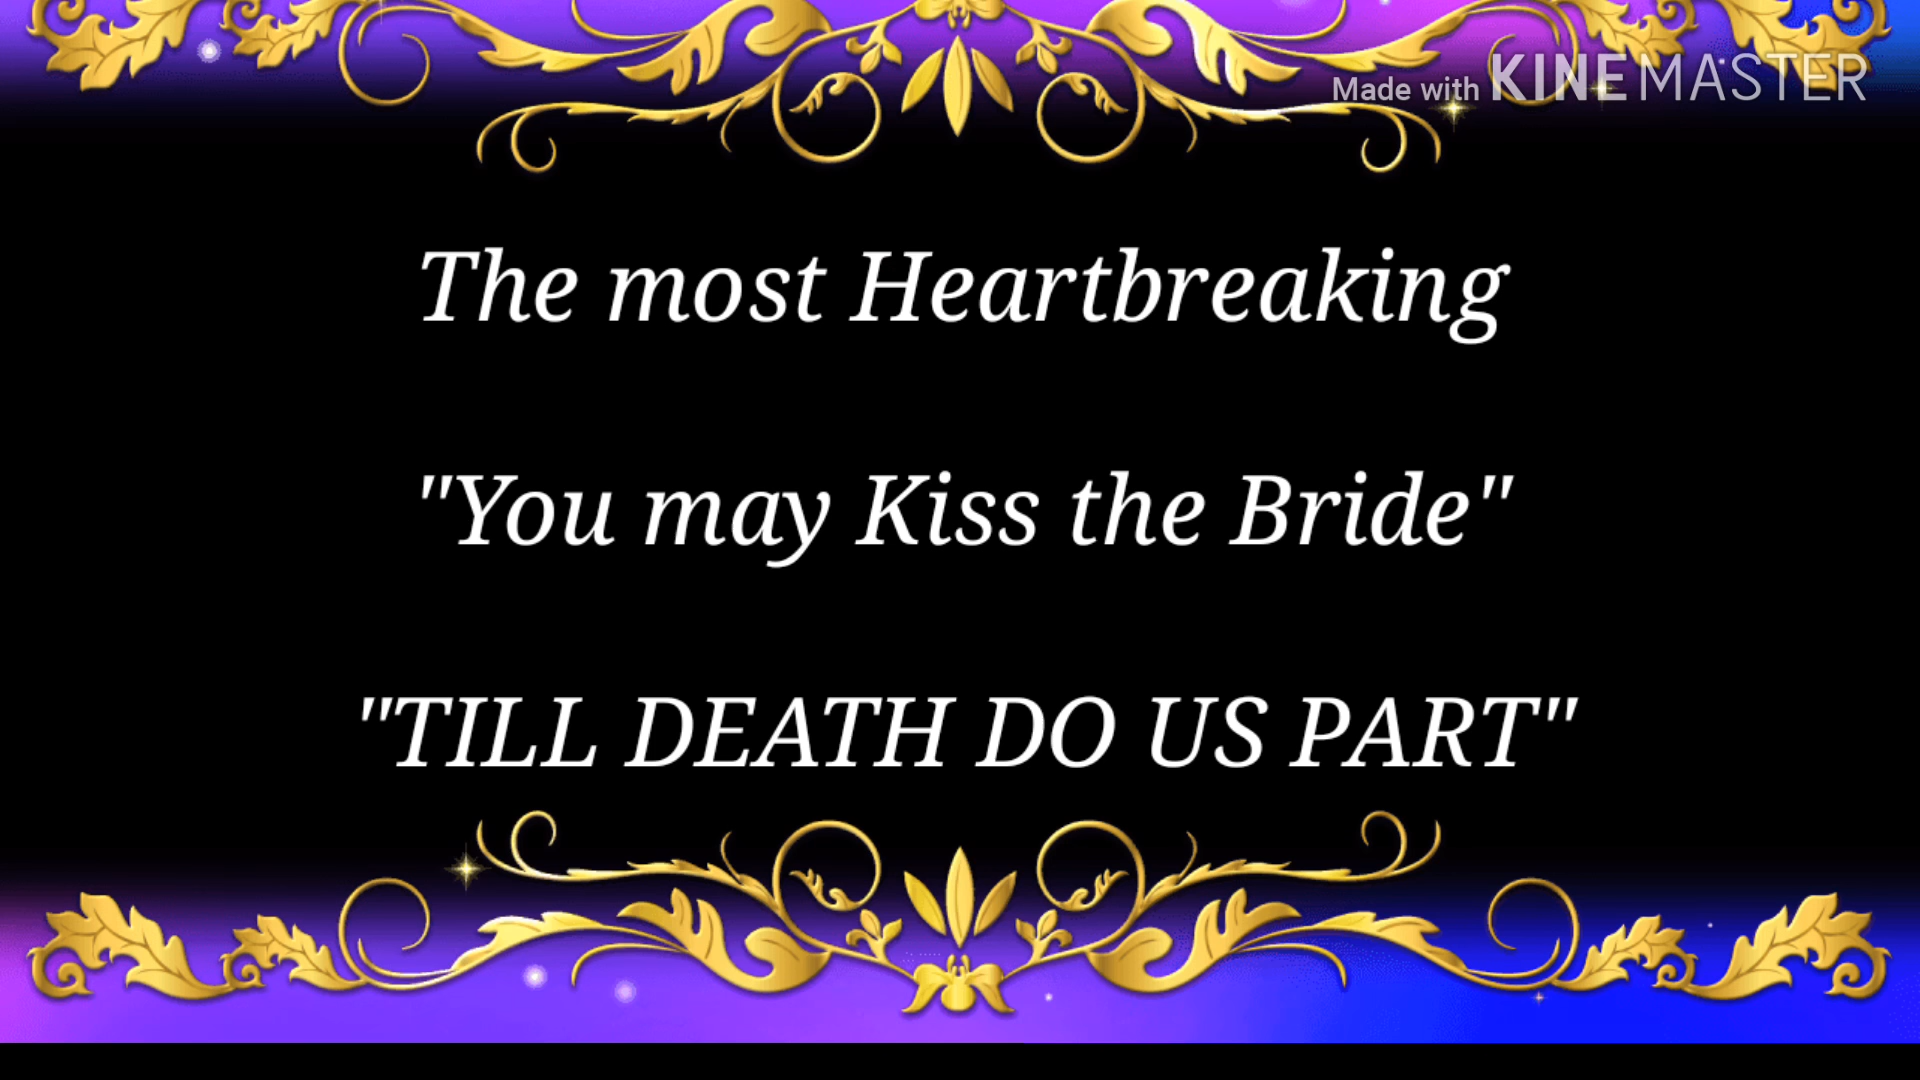 Made with KINEMASTER
The most Heartbreaking
"You may Kiss the Bride"
"TILL DEATH DO US PART"